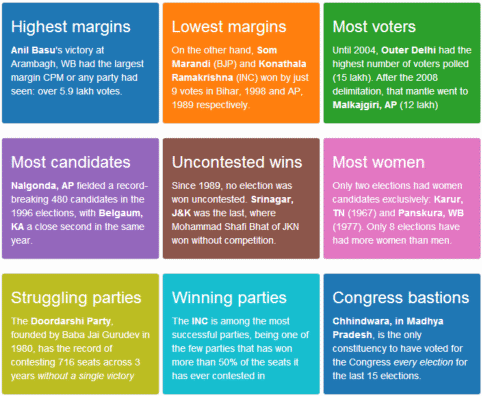 Highest margins
Anil Basu's victory at
Arambagh, WB had the largest
margin CPM or any party had
seen: over 5.9 lakh votes.
Lowest margins
On the other hand, Som
Marandi (BJP) and Konathala
Ramakrishna (INC) won by just
9 votes in Bihar, 1998 and AP,
1989 respectively.
Most voters
Until 2004, Outer Delhi had the
highest number of voters polled
(15 lakh). After the 2008
delimitation, that mantle went to
Malkajgiri, AP (12 lakh)
Most candidates
Nalgonda, AP fielded a record-
breaking 480 candidates in the
1996 elections, with Belgaum,
KA a close second in the same
year.
Uncontested wins
Since 1989, no election was
won uncontested. Srinagar,
J&K was the last, where
Mohammad Shafi Bhat of JKN
won without competition.
Most women
Only two elections had women
candidates exclusively: Karur,
TN (1967) and Panskura, WB
(1977). Only 8 elections have
had more women than men.
Struggling parties
The Doordarshi Party,
founded by Baba Jai Gurudev in
1980, has the record of
contesting 716 seats across 3
years without a single victory
Winning parties
The INC is among the most
successful parties, being one of
the few parties that has won
more than 50% of the seats it
has ever contested in
Congress bastions
Chhindwara, in Madhya
Pradesh, is the only
constituency to have voted for
the Congress every election for
the last 15 elections.